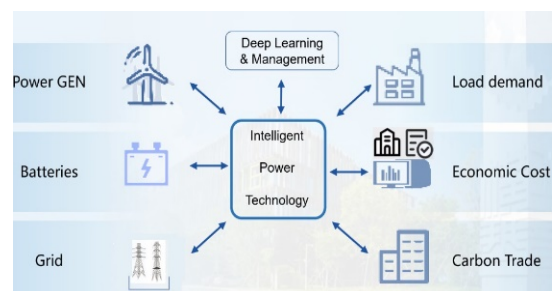 Deep Learning
& Management
Power GEN
Load demand
Intelligent
Power
Technology
Batteries
Economic Cost
Grid
Carbon Trade